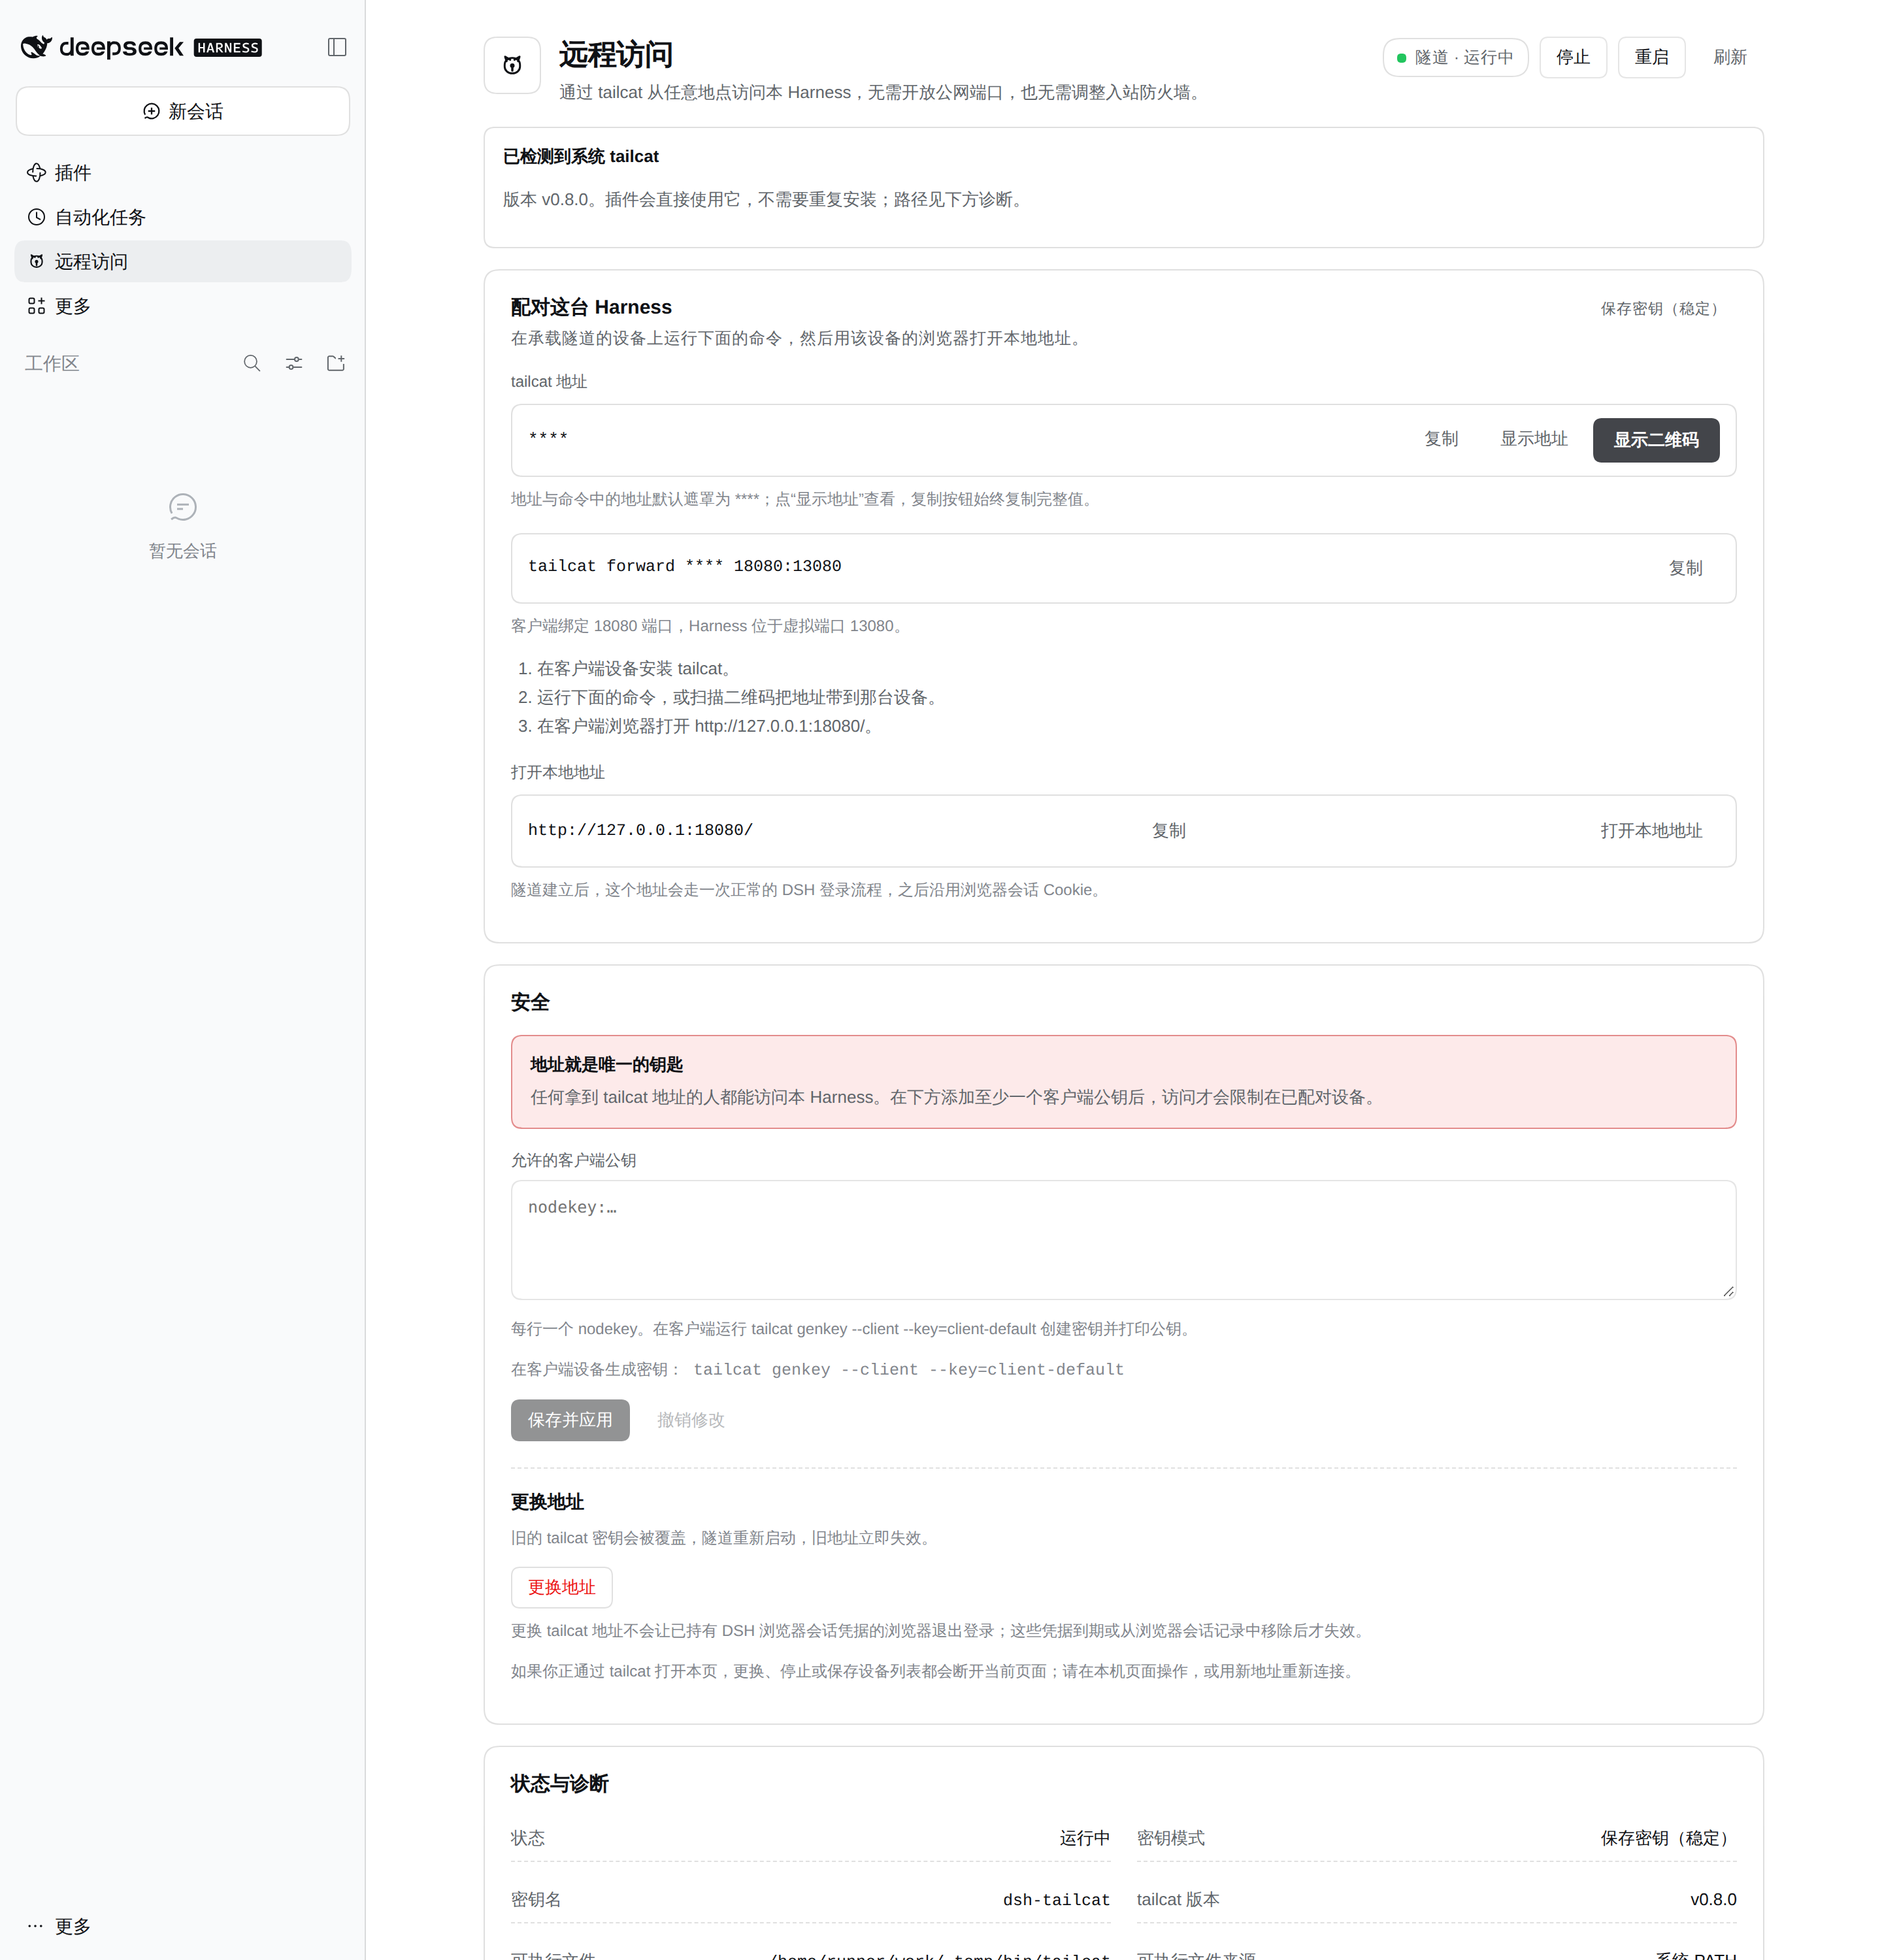 deepseek HARNESS
新会话
插件
自动化任务
远程访问
更多
工作区
暂无会话
更多
远程访问
通过 tailcat 从任意地点访问本 Harness，无需开放公网端口，也无需调整入站防火墙。
隧道 · 运行中
停止
重启
刷新
已检测到系统 tailcat
版本 v0.8.0。插件会直接使用它，不需要重复安装；路径见下方诊断。
配对这台 Harness
保存密钥（稳定）
在承载隧道的设备上运行下面的命令，然后用该设备的浏览器打开本地地址。
tailcat 地址
****
复制
显示地址
显示二维码
地址与命令中的地址默认遮罩为 ****；点“显示地址”查看，复制按钮始终复制完整值。
tailcat forward **** 18080:13080
复制
客户端绑定 18080 端口，Harness 位于虚拟端口 13080。
1. 在客户端设备安装 tailcat。
2. 运行下面的命令，或扫描二维码把地址带到那台设备。
3. 在客户端浏览器打开 http://127.0.0.1:18080/。
打开本地地址
http://127.0.0.1:18080/
复制
打开本地地址
隧道建立后，这个地址会走一次正常的 DSH 登录流程，之后沿用浏览器会话 Cookie。
安全
地址就是唯一的钥匙
任何拿到 tailcat 地址的人都能访问本 Harness。在下方添加至少一个客户端公钥后，访问才会限制在已配对设备。
允许的客户端公钥
nodekey:…
每行一个 nodekey。在客户端运行 tailcat genkey --client --key=client-default 创建密钥并打印公钥。
在客户端设备生成密钥： tailcat genkey --client --key=client-default
保存并应用
撤销修改
更换地址
旧的 tailcat 密钥会被覆盖，隧道重新启动，旧地址立即失效。
更换地址
更换 tailcat 地址不会让已持有 DSH 浏览器会话凭据的浏览器退出登录；这些凭据到期或从浏览器会话记录中移除后才失效。
如果你正通过 tailcat 打开本页，更换、停止或保存设备列表都会断开当前页面；请在本机页面操作，或用新地址重新连接。
状态与诊断
状态
运行中
密钥模式
保存密钥（稳定）
密钥名
dsh-tailcat
tailcat 版本
v0.8.0
可执行文件
/home/runner/work/_temp/bin/tailcat
可执行文件来源
系统 PATH